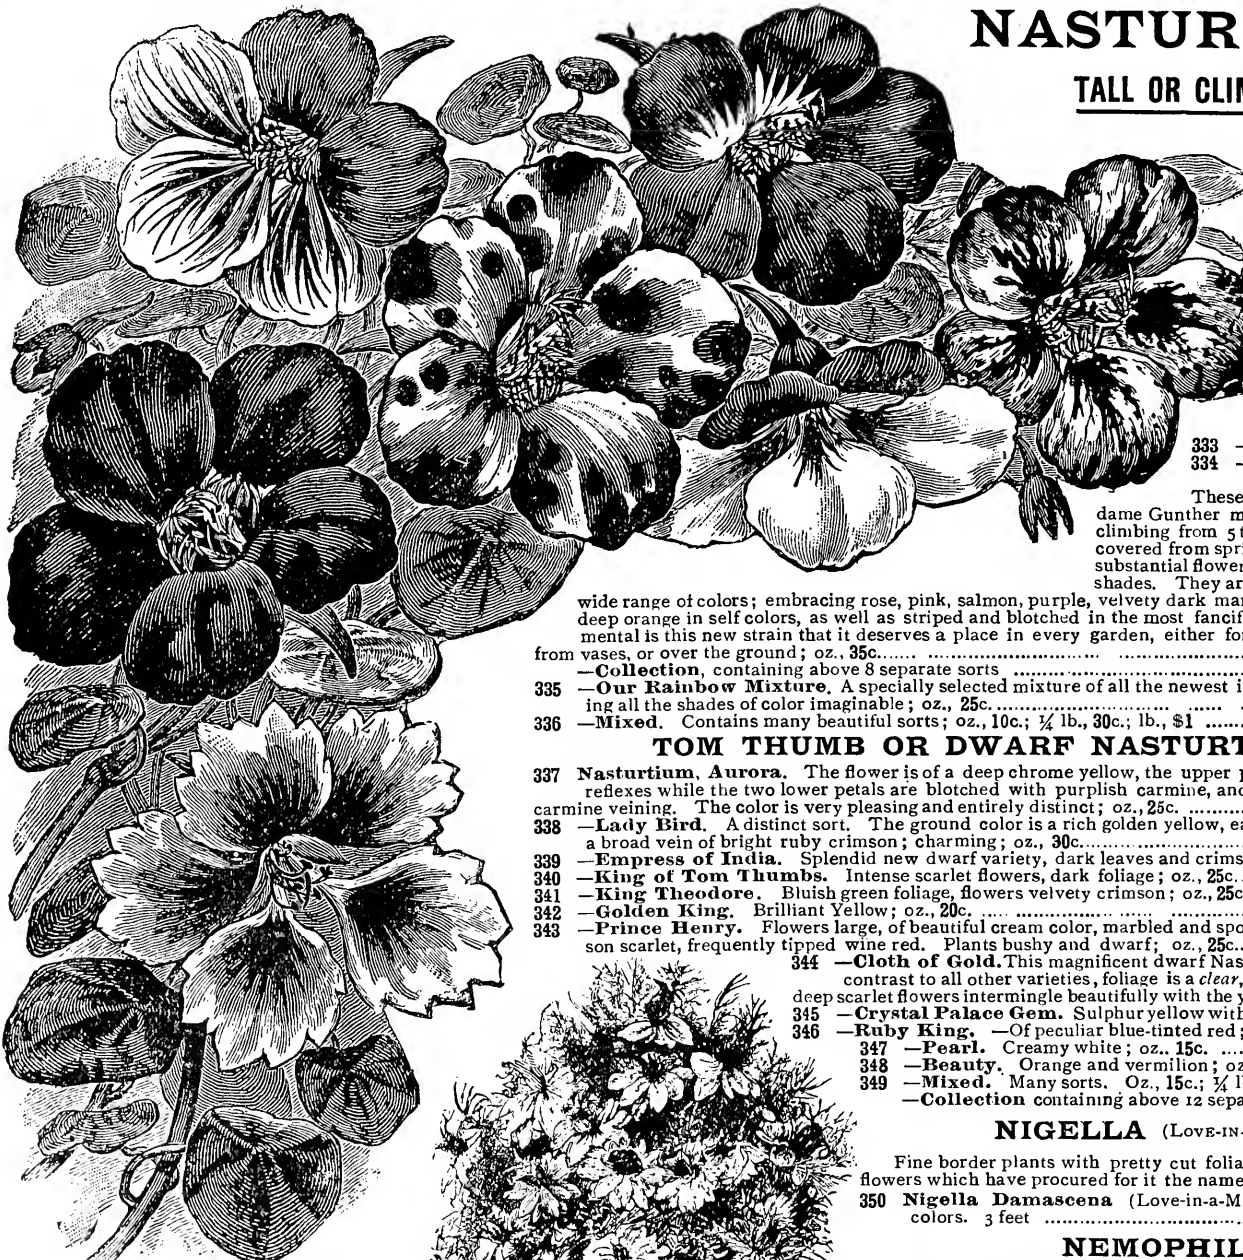 NASTUR
TALL OR CLIM
333 —
334 —
These
dame Gunther m
climbing from 5 t
covered from spri
substantial flower
shades. They ar
wide range of colors; embracing rose, pink, salmon, purple, velvety dark mar
deep orange in self colors, as well as striped and blotched in the most fancif
mental is this new strain that it deserves a place in every garden, either fo
from vases, or over the ground; oz., 35c.
—Collection, containing above 8 separate sorts
335 —Our Rainbow Mixture. A specially selected mixture of all the newest i
ing all the shades of color imaginable; oz., 25c.
336 —Mixed. Contains many beautiful sorts; oz., 10c.; ¼ lb., 30c.; lb., $1
TOM THUMB OR DWARF NASTURT
337 Nasturtium, Aurora. The flower is of a deep chrome yellow, the upper p
reflexes while the two lower petals are blotched with purplish carmine, and
carmine veining. The color is very pleasing and entirely distinct; oz., 25c.
338 —Lady Bird. A distinct sort. The ground color is a rich golden yellow, ea
a broad vein of bright ruby crimson; charming; oz., 30c.
339 —Empress of India. Splendid new dwarf variety, dark leaves and crims
340 —King of Tom Thumbs. Intense scarlet flowers, dark foliage; oz., 25c.
341 —King Theodore. Bluish green foliage, flowers velvety crimson; oz., 25c
342 —Golden King. Brilliant Yellow; oz., 20c.
343 —Prince Henry. Flowers large, of beautiful cream color, marbled and spo
son scarlet, frequently tipped wine red. Plants bushy and dwarf; oz., 25c.
344 —Cloth of Gold. This magnificent dwarf Nas
contrast to all other varieties, foliage is a clear,
deep scarlet flowers intermingle beautifully with the y
345 —Crystal Palace Gem. Sulphur yellow with
346 —Ruby King. —Of peculiar blue-tinted red;
347 —Pearl. Creamy white; oz.. 15c.
348 —Beauty. Orange and vermilion; oz
349 —Mixed. Many sorts. Oz., 15c.; ¼ l
—Collection containing above 12 sepa
NIGELLA (LOVE-IN-
Fine border plants with pretty cut folia
flowers which have procured for it the name
350 Nigella Damascena (Love-in-a-M
colors. 3 feet
NEMOPHIL